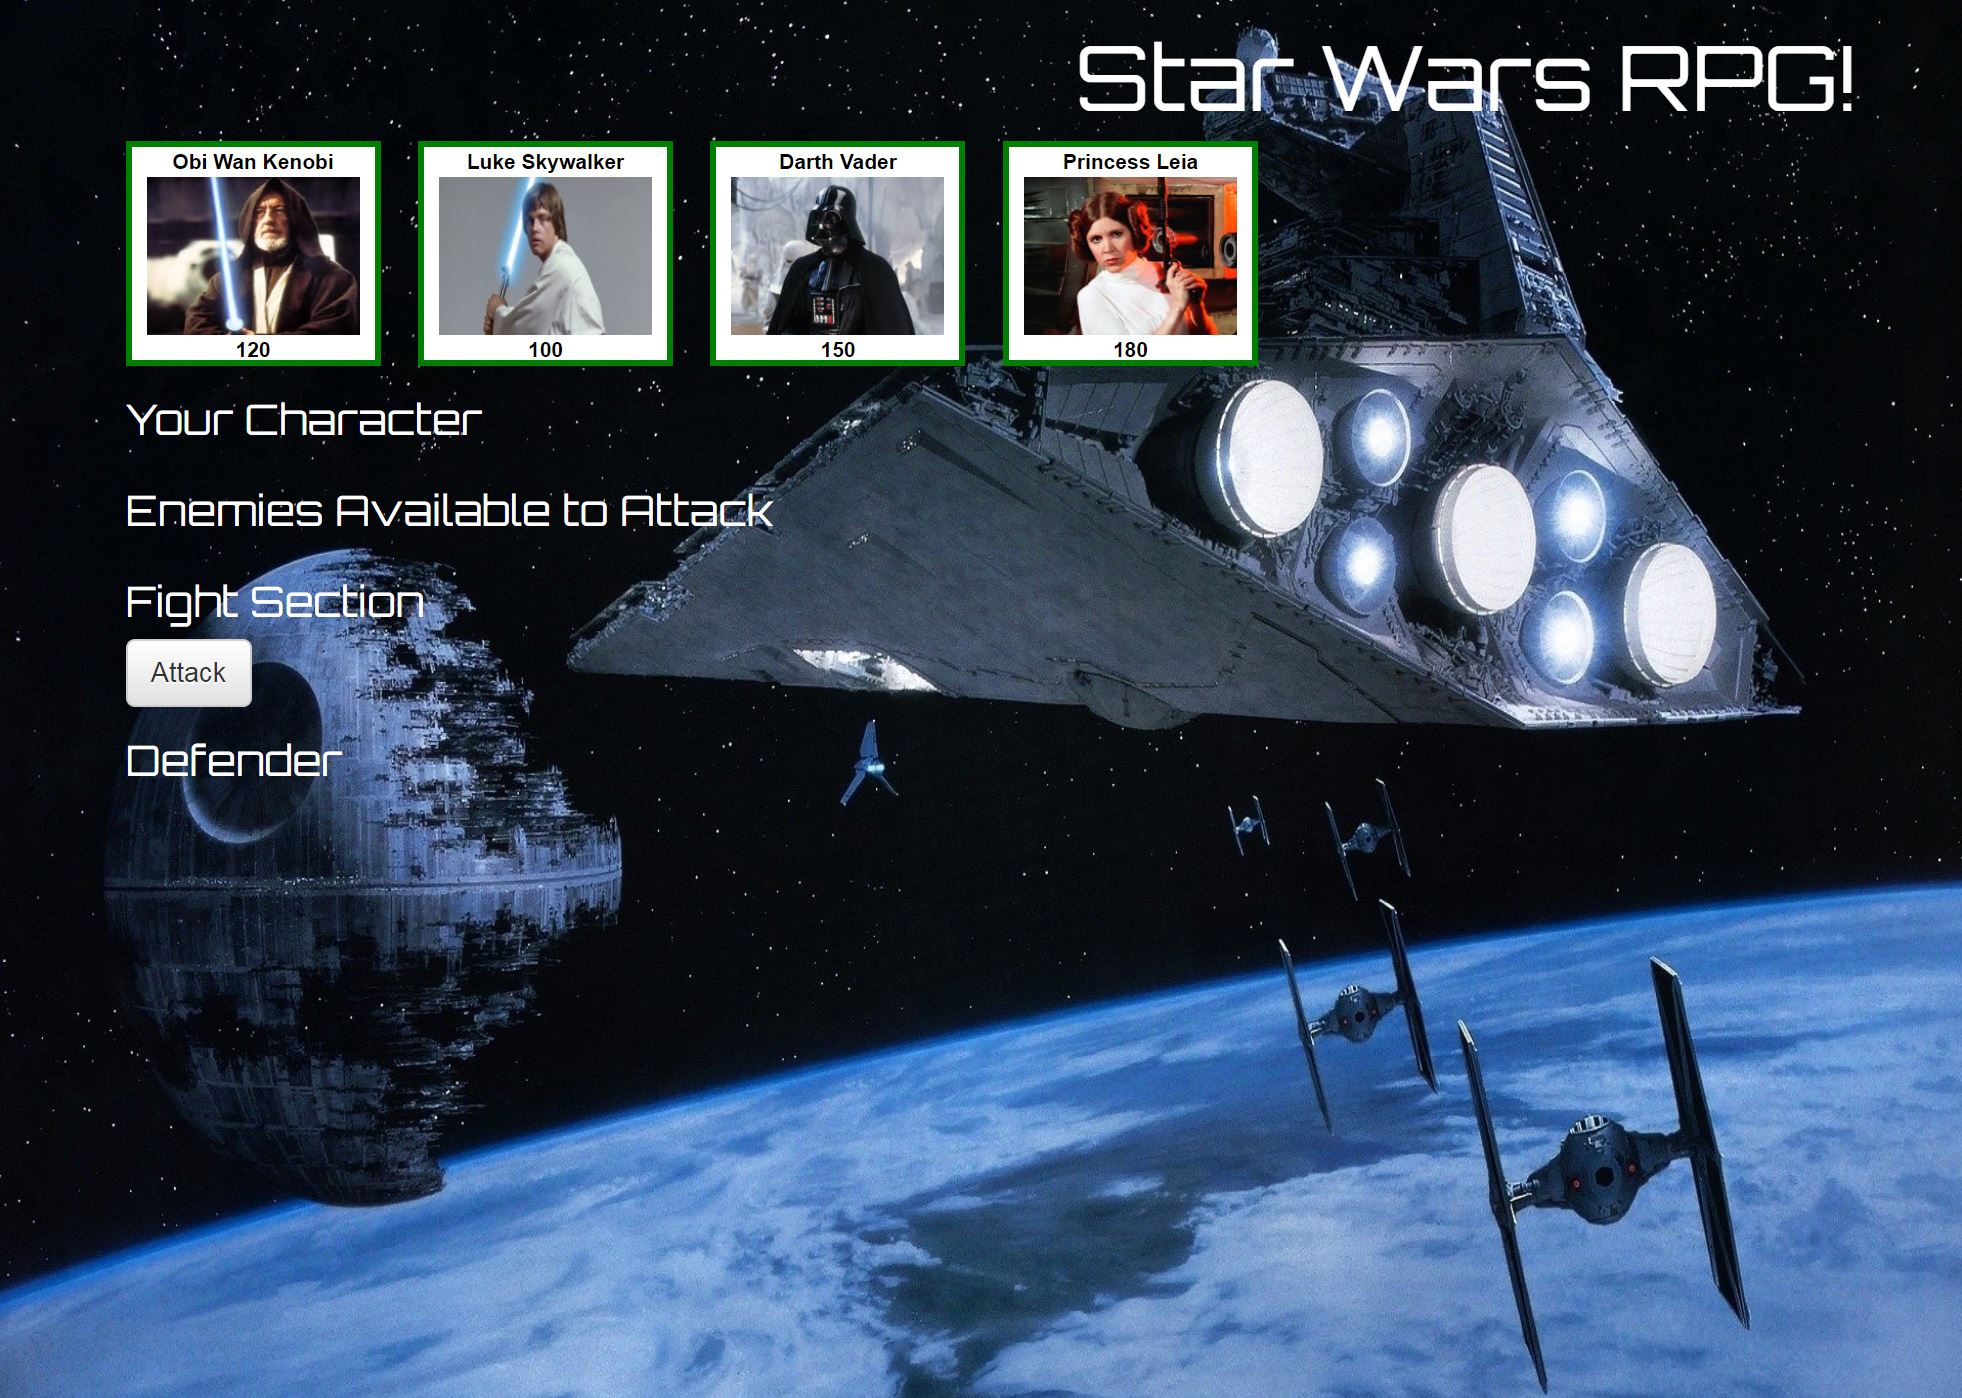 Star Wars RPG!
Obi Wan Kenobi
120
Luke Skywalker
100
Darth Vader
150
Princess Leia
180
Your Character
Enemies Available to Attack
Fight Section
Attack
Defender